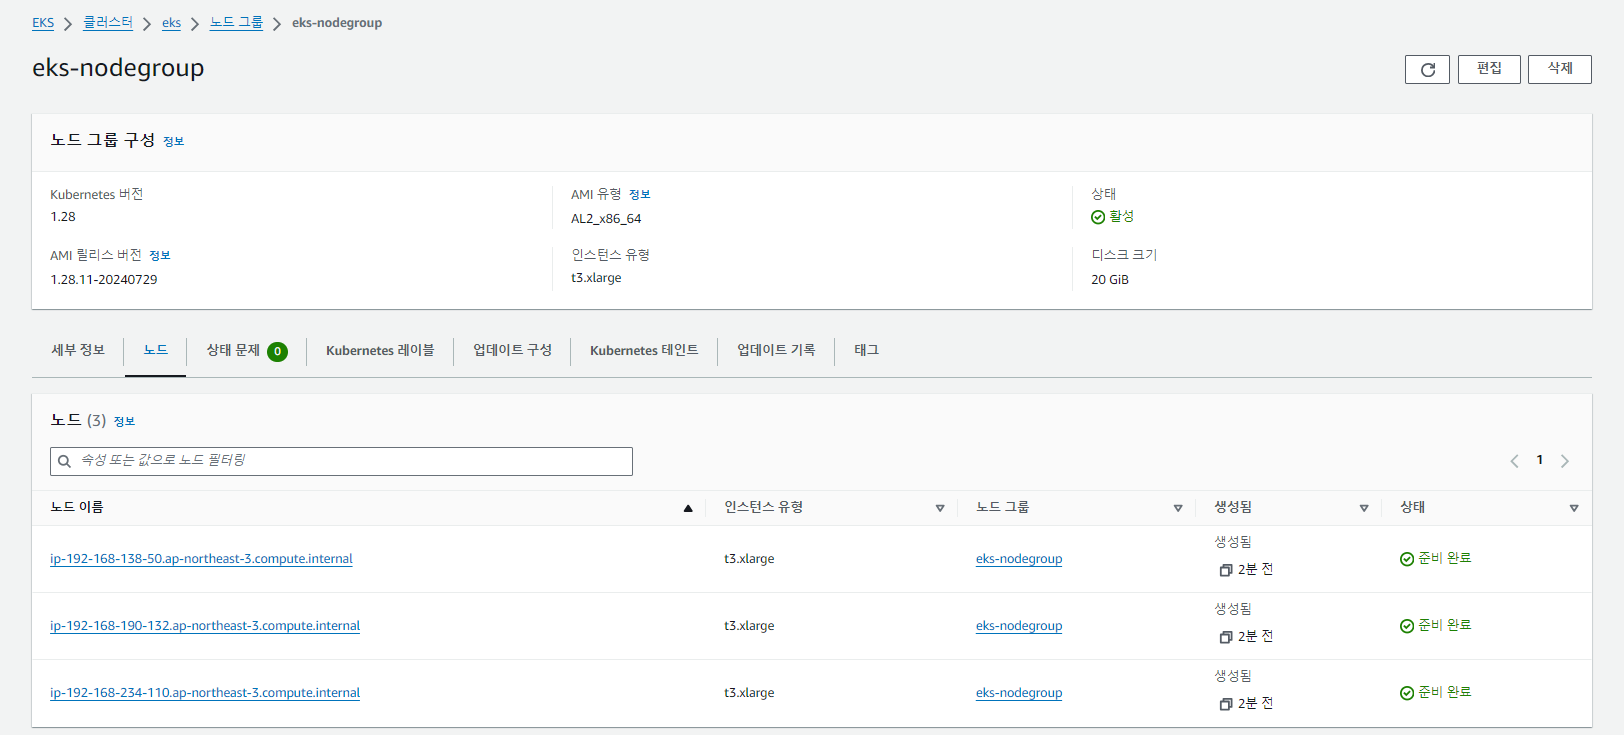 EKS > 클러스터 > eks > 노드 그룹 > eks-nodegroup
eks-nodegroup
편집 삭제
노드 그룹 구성 정보
Kubernetes 버전 AMI 유형 정보 상태
1.28 AL2_x86_64 활성
AMI 릴리스 버전 정보 인스턴스 유형 디스크 크기
1.28.11-20240729 t3.xlarge 20 GiB
세부 정보 노드 상태 문제 0 Kubernetes 레이블 업데이트 구성 Kubernetes 테인트 업데이트 기록 태그
노드 (3) 정보
속성 또는 값으로 노드 필터링 1
노드 이름 인스턴스 유형 노드 그룹 생성됨 상태
생성됨
ip-192-168-138-50.ap-northeast-3.compute.internal t3.xlarge eks-nodegroup 준비 완료
2분 전
생성됨
ip-192-168-190-132.ap-northeast-3.compute.internal t3.xlarge eks-nodegroup 준비 완료
2분 전
생성됨
ip-192-168-234-110.ap-northeast-3.compute.internal t3.xlarge eks-nodegroup 준비 완료
2분 전